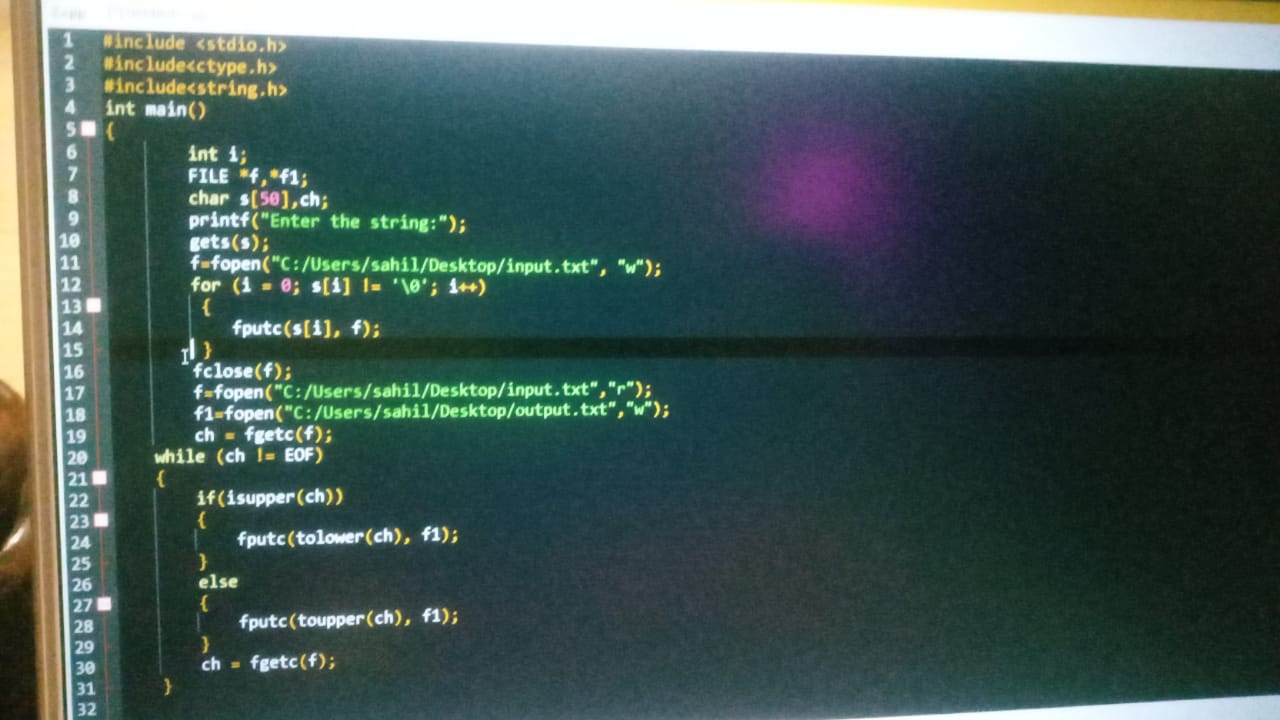 1 #include <stdio.h>
2 #include<ctype.h>
3 #include<string.h>
4 int main()
5 {
6 int i;
7 FILE *f,*f1;
8 char s[50],ch;
9 printf("Enter the string:");
10 gets(s);
11 f=fopen("C:/Users/sahil/Desktop/input.txt", "w");
12 for (i = 0; s[i] != '\0'; i++)
13 {
14 fputc(s[i], f);
15 }
16 fclose(f);
17 f=fopen("C:/Users/sahil/Desktop/input.txt","r");
18 f1=fopen("C:/Users/sahil/Desktop/output.txt","w");
19 ch = fgetc(f);
20 while (ch != EOF)
21 {
22 if(isupper(ch))
23 {
24 fputc(tolower(ch), f1);
25 }
26 else
27 {
28 fputc(toupper(ch), f1);
29 }
30 ch = fgetc(f);
31 }
32